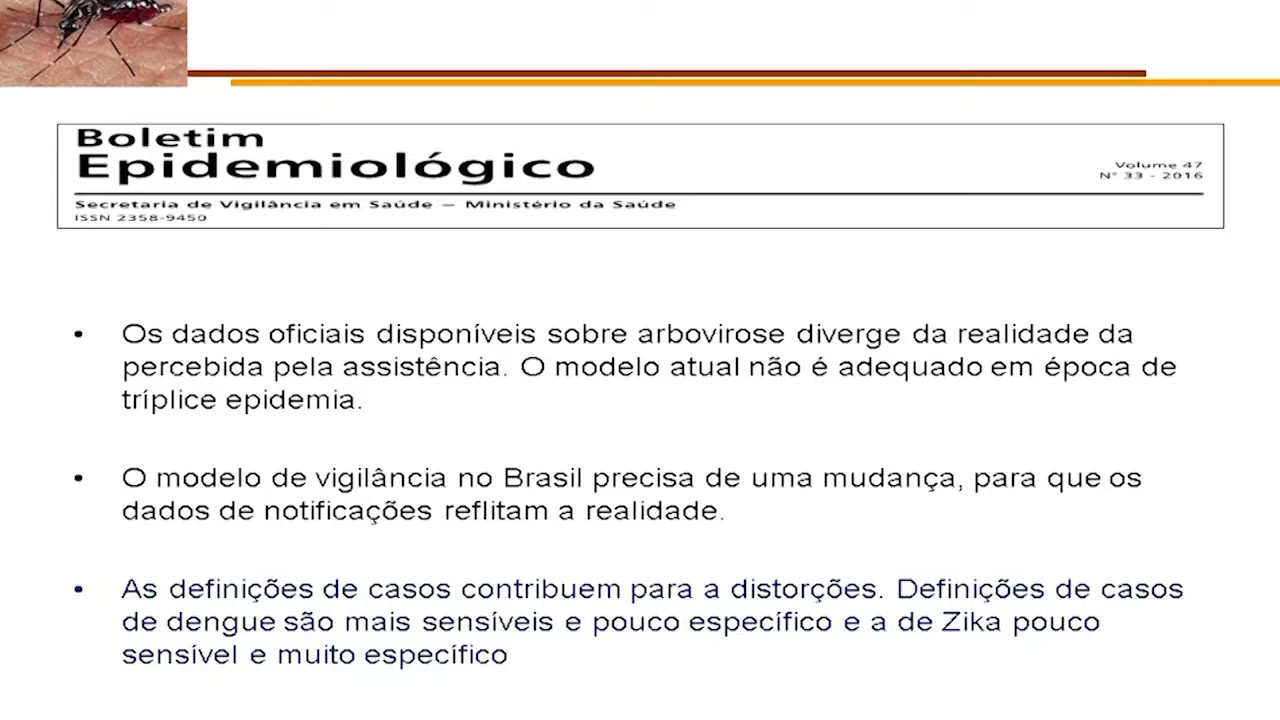 Boletim
Epidemiológico
Volume 47
N° 33 - 2016
Secretaria de Vigilância em Saúde – Ministério da Saúde
ISSN 2358-9450
• Os dados oficiais disponíveis sobre arbovirose diverge da realidade da
percebida pela assistência. O modelo atual não é adequado em época de
tríplice epidemia.
• O modelo de vigilância no Brasil precisa de uma mudança, para que os
dados de notificações reflitam a realidade.
• As definições de casos contribuem para a distorções. Definições de casos
de dengue são mais sensíveis e pouco específico e a de Zika pouco
sensível e muito específico